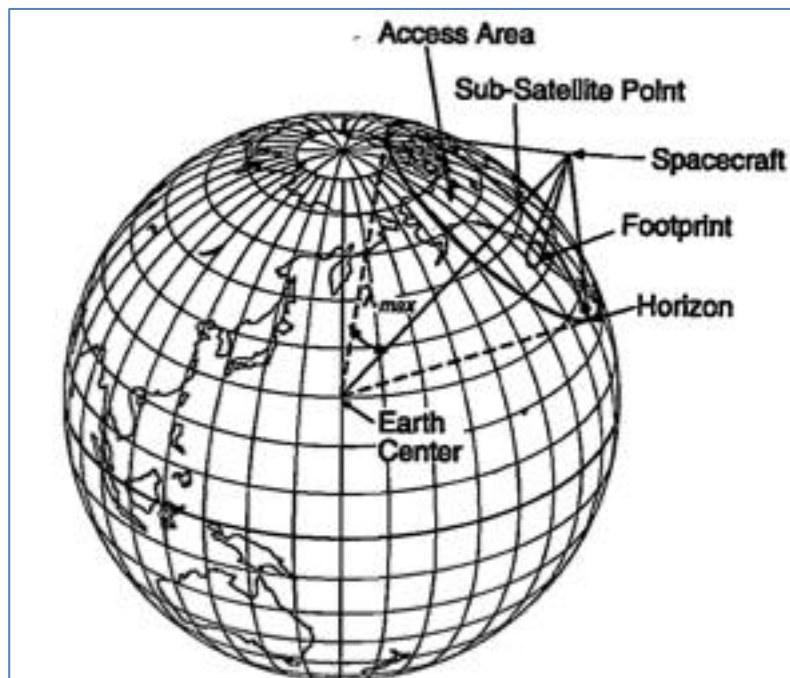 Access Area
Sub-Satellite Point
Spacecraft
Footprint
Horizon
λmax
Earth
Center